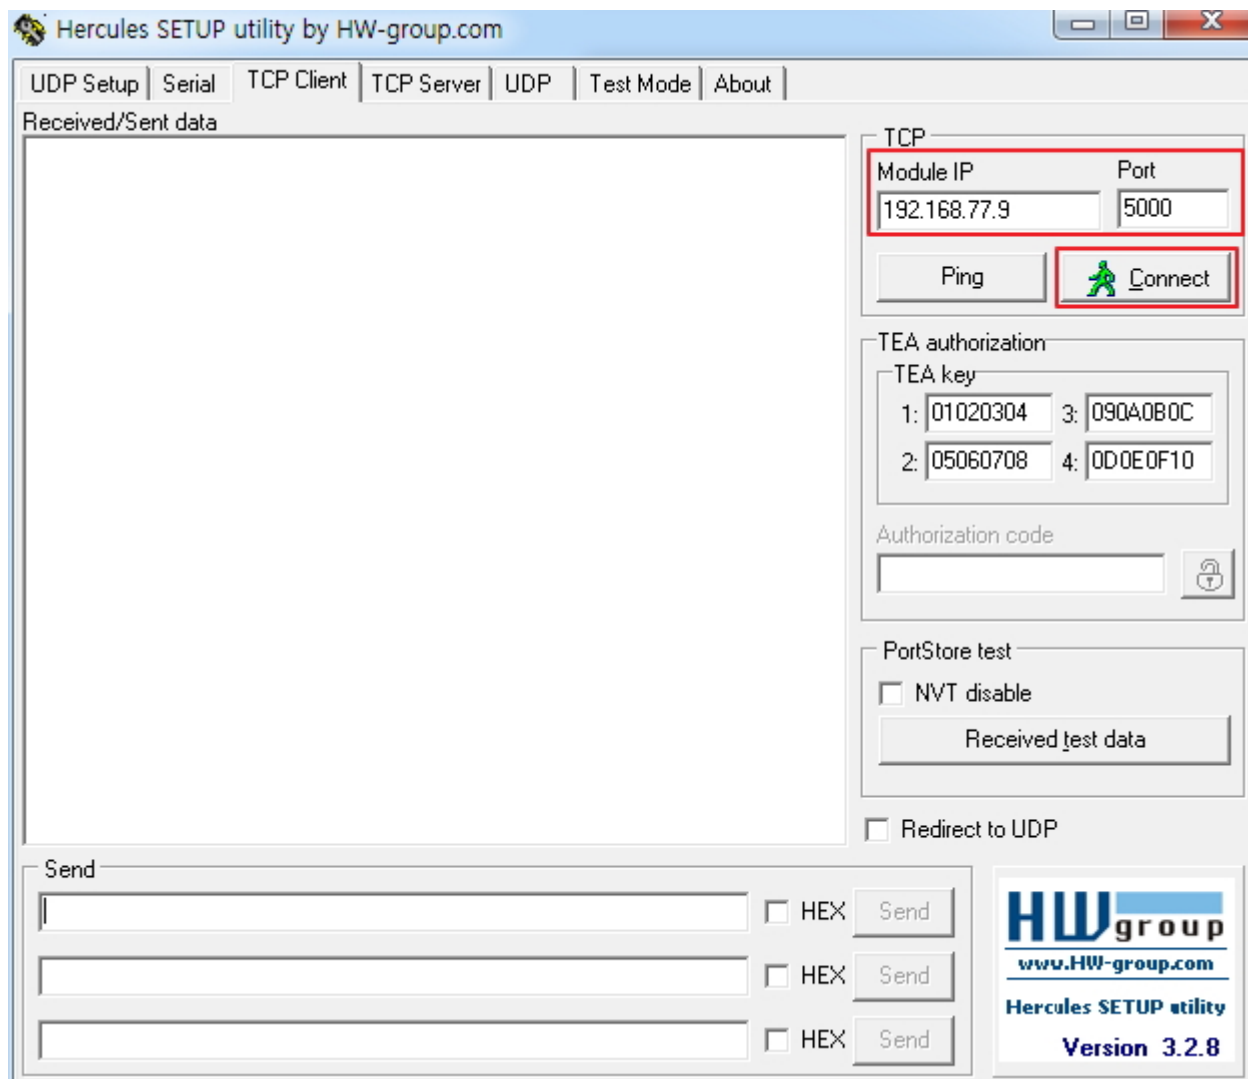 Hercules SETUP utility by HW-group.com
UDP Setup Serial TCP Client TCP Server UDP Test Mode About
Received/Sent data
TCP
Module IP Port
192.168.77.9 5000
Ping Connect
TEA authorization
TEA key
1: 01020304 3: 090A0B0C
2: 05060708 4: 0D0E0F10
Authorization code
PortStore test
NVT disable
Received test data
Redirect to UDP
Send
HEX Send
HEX Send
HEX Send
HWgroup
www.HW-group.com
Hercules SETUP utility
Version 3.2.8